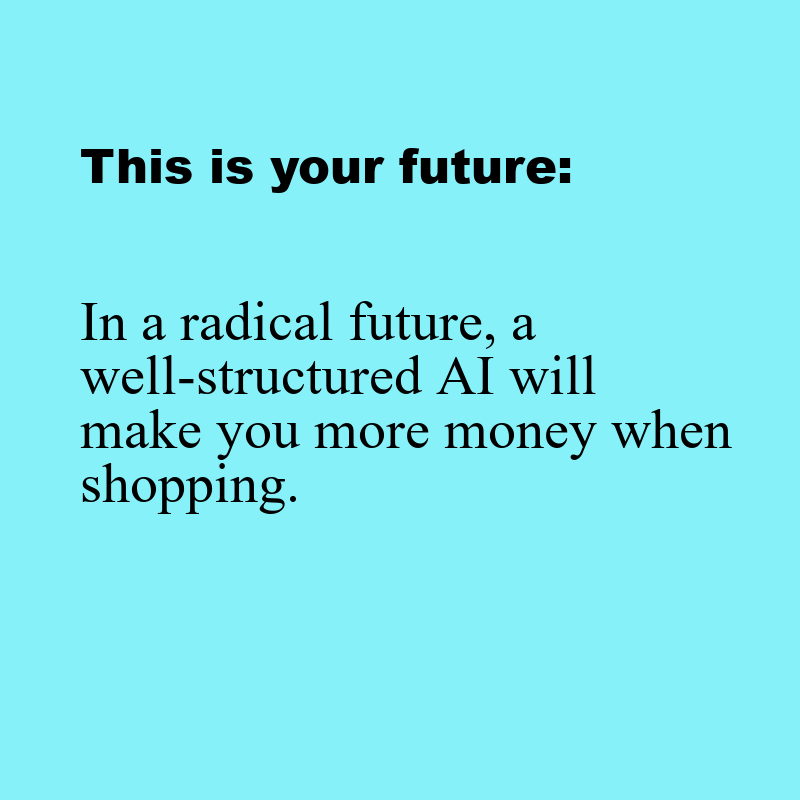 This is your future:
In a radical future, a
well-structured AI will
make you more money when
shopping.